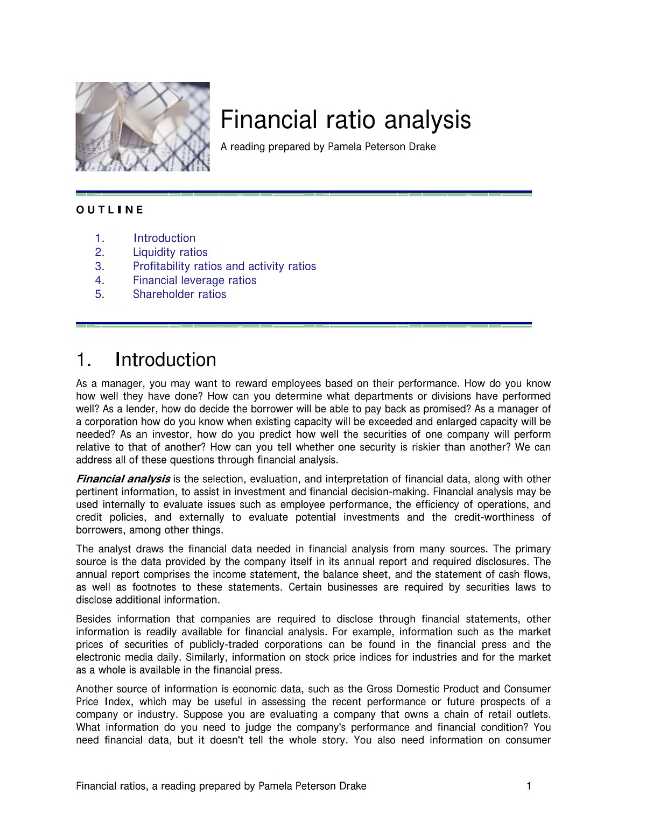 Financial ratio analysis
A reading prepared by Pamela Peterson Drake
OUTLINE
1. Introduction
2. Liquidity ratios
3. Profitability ratios and activity ratios
4. Financial leverage ratios
5. Shareholder ratios
1. Introduction
As a manager, you may want to reward employees based on their performance. How do you know
how well they have done? How can you determine what departments or divisions have performed
well? As a lender, how do decide the borrower will be able to pay back as promised? As a manager of
a corporation how do you know when existing capacity will be exceeded and enlarged capacity will be
needed? As an investor, how do you predict how well the securities of one company will perform
relative to that of another? How can you tell whether one security is riskier than another? We can
address all of these questions through financial analysis.
Financial analysis is the selection, evaluation, and interpretation of financial data, along with other
pertinent information, to assist in investment and financial decision-making. Financial analysis may be
used internally to evaluate issues such as employee performance, the efficiency of operations, and
credit policies, and externally to evaluate potential investments and the credit-worthiness of
borrowers, among other things.
The analyst draws the financial data needed in financial analysis from many sources. The primary
source is the data provided by the company itself in its annual report and required disclosures. The
annual report comprises the income statement, the balance sheet, and the statement of cash flows,
as well as footnotes to these statements. Certain businesses are required by securities laws to
disclose additional information.
Besides information that companies are required to disclose through financial statements, other
information is readily available for financial analysis. For example, information such as the market
prices of securities of publicly-traded corporations can be found in the financial press and the
electronic media daily. Similarly, information on stock price indices for industries and for the market
as a whole is available in the financial press.
Another source of information is economic data, such as the Gross Domestic Product and Consumer
Price Index, which may be useful in assessing the recent performance or future prospects of a
company or industry. Suppose you are evaluating a company that owns a chain of retail outlets.
What information do you need to judge the company's performance and financial condition? You
need financial data, but it doesn't tell the whole story. You also need information on consumer
Financial ratios, a reading prepared by Pamela Peterson Drake 1